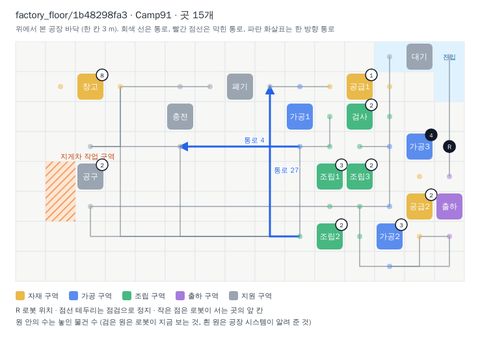 factory_floor/1b48298fa3 · Camp91 · 곳 15개
위에서 본 공장 바닥 (한 칸 3 m). 회색 선은 통로, 빨간 점선은 막힌 통로, 파란 화살표는 한 방향 통로
대기
진입
창고 8
폐기
공급1 1
충전
가공1
검사 2
통로 4
가공3 4
R
지게차 작업 구역
공구 2
통로 27
조립1 3
조립3 2
공급2 2
출하
조립2 2
가공2 3
자재 구역
가공 구역
조립 구역
출하 구역
지원 구역
R 로봇 위치 · 점선 테두리는 점검으로 정지 · 작은 점은 로봇이 서는 곳의 앞 칸
원 안의 수는 놓인 물건 수 (검은 원은 로봇이 지금 보는 것, 흰 원은 공장 시스템이 알려 준 것)